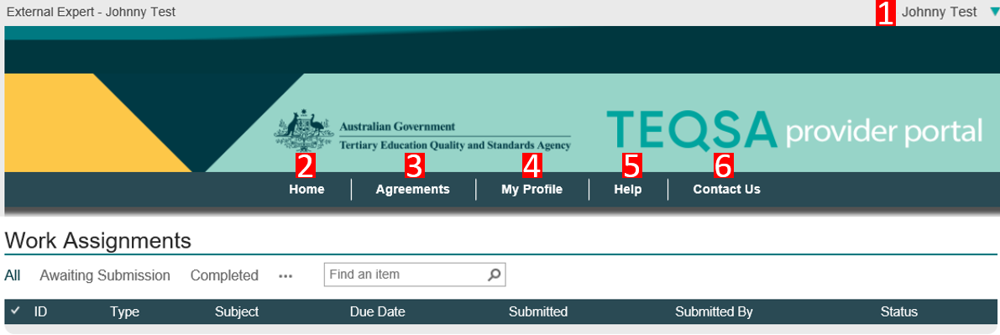 External Expert - Johnny Test
1 Johnny Test
Australian Government
Tertiary Education Quality and Standards Agency
TEQSA provider portal
2 3 4 5 6
Home Agreements My Profile Help Contact Us
Work Assignments
All Awaiting Submission Completed ••• Find an item
ID Type Subject Due Date Submitted Submitted By Status